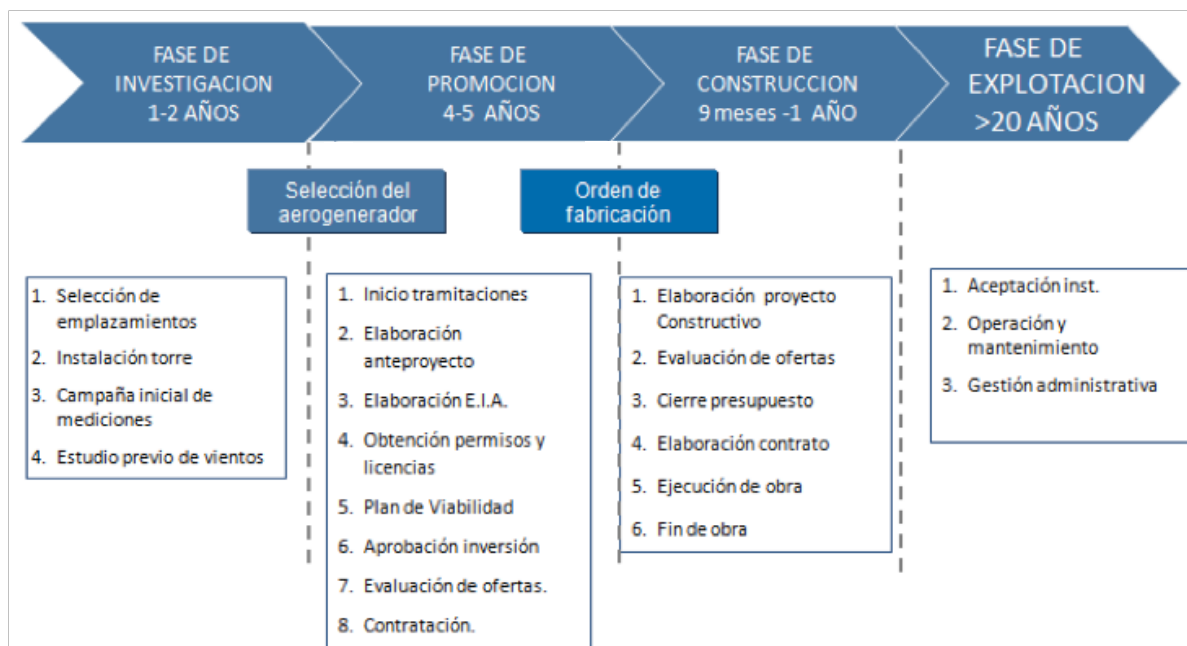 FASE DE
INVESTIGACION
1-2 AÑOS
FASE DE
PROMOCION
4-5 AÑOS
FASE DE
CONSTRUCCION
9 meses -1 AÑO
FASE DE
EXPLOTACION
>20 AÑOS
Selección del
aerogenerador
Orden de
fabricación
1. Selección de
emplazamientos
2. Instalación torre
3. Campaña inicial de
mediciones
4. Estudio previo de vientos
1. Inicio tramitaciones
2. Elaboración
anteproyecto
3. Elaboración E.I.A.
4. Obtención permisos y
licencias
5. Plan de Viabilidad
6. Aprobación inversión
7. Evaluación de ofertas.
8. Contratación.
1. Elaboración proyecto
Constructivo
2. Evaluación de ofertas
3. Cierre presupuesto
4. Elaboración contrato
5. Ejecución de obra
6. Fin de obra
1. Aceptación inst.
2. Operación y
mantenimiento
3. Gestión administrativa